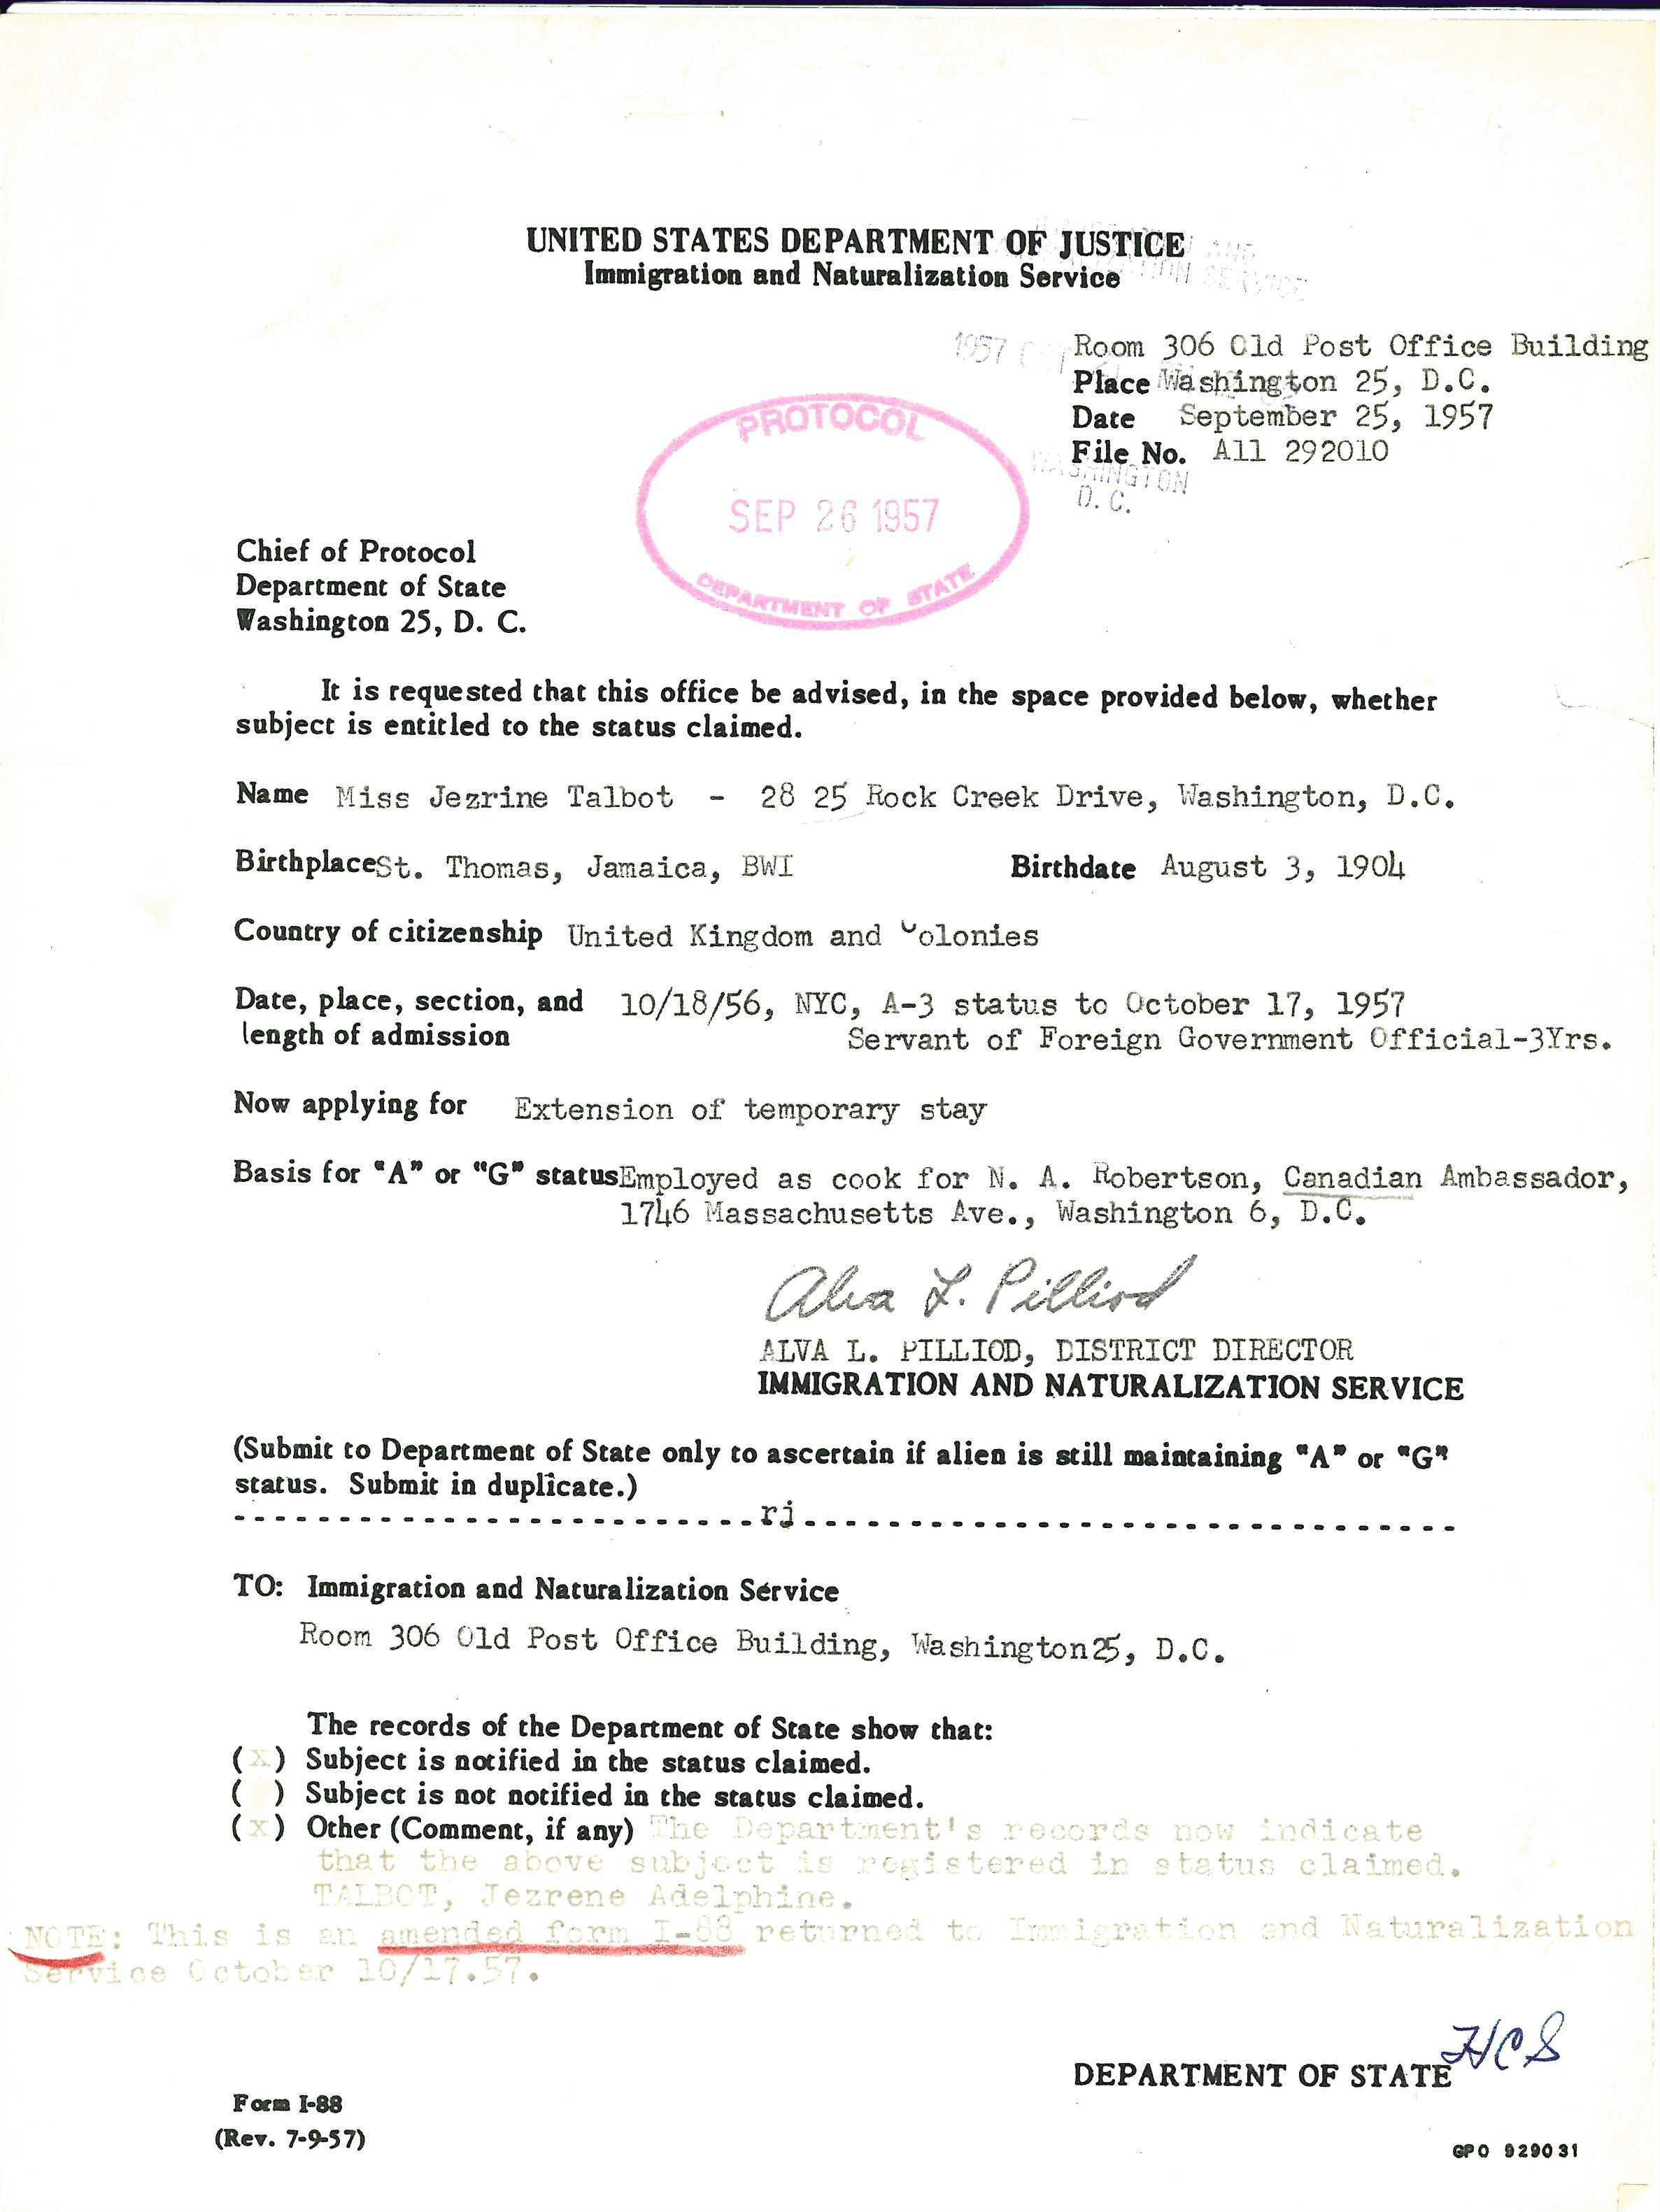 UNITED STATES DEPARTMENT OF JUSTICE
Immigration and Naturalization Service
AND
SERVICE
1957
Room 306 Old Post Office Building
Place Washington 25, D.C.
Date September 25, 1957
File No. A11 292010
WASHINGTON
D. C.
PROTOCOL
SEP 26 1957
DEPARTMENT OF STATE
Chief of Protocol
Department of State
Washington 25, D. C.
It is requested that this office be advised, in the space provided below, whether
subject is entitled to the status claimed.
Name Miss Jezrine Talbot - 28 25 Rock Creek Drive, Washington, D.C.
Birthplace St. Thomas, Jamaica, BWI Birthdate August 3, 1904
Country of citizenship United Kingdom and Colonies
Date, place, section, and 10/18/56, NYC, A-3 status to October 17, 1957
length of admission Servant of Foreign Government Official-3Yrs.
Now applying for Extension of temporary stay
Basis for "A" or "G" status Employed as cook for N. A. Robertson, Canadian Ambassador,
1746 Massachusetts Ave., Washington 6, D.C.
Alva L. Pilliod
ALVA L. PILLIOD, DISTRICT DIRECTOR
IMMIGRATION AND NATURALIZATION SERVICE
(Submit to Department of State only to ascertain if alien is still maintaining "A" or "G"
status. Submit in duplicate.)
rj
TO: Immigration and Naturalization Service
Room 306 Old Post Office Building, Washington 25, D.C.
The records of the Department of State show that:
(X) Subject is notified in the status claimed.
( ) Subject is not notified in the status claimed.
(x) Other (Comment, if any) The Department's records now indicate
that the above subject is registered in status claimed.
TALBOT, Jezrene Adelphine.
NOTE: This is an amended form I-88 returned to Immigration and Naturalization
Service October 10/17.57.
HCS
DEPARTMENT OF STATE
Form I-88
(Rev. 7-9-57)
GPO 929031